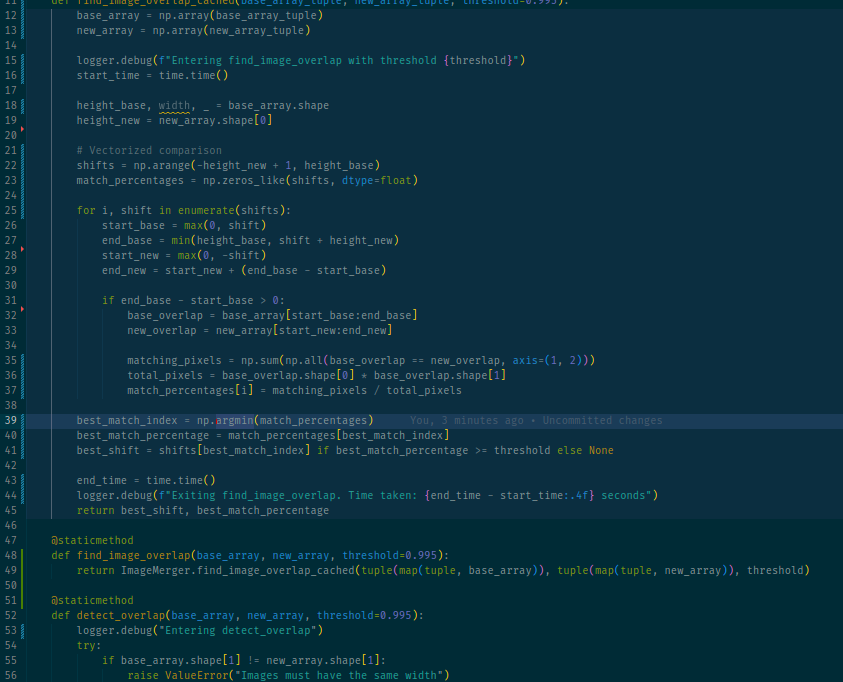 11 def find_image_overlap_cached(base_array_tuple, new_array_tuple, threshold=0.995):
12 base_array = np.array(base_array_tuple)
13 new_array = np.array(new_array_tuple)
14
15 logger.debug(f"Entering find_image_overlap with threshold {threshold}")
16 start_time = time.time()
17
18 height_base, width, _ = base_array.shape
19 height_new = new_array.shape[0]
20
21 # Vectorized comparison
22 shifts = np.arange(-height_new + 1, height_base)
23 match_percentages = np.zeros_like(shifts, dtype=float)
24
25 for i, shift in enumerate(shifts):
26 start_base = max(0, shift)
27 end_base = min(height_base, shift + height_new)
28 start_new = max(0, -shift)
29 end_new = start_new + (end_base - start_base)
30
31 if end_base - start_base > 0:
32 base_overlap = base_array[start_base:end_base]
33 new_overlap = new_array[start_new:end_new]
34
35 matching_pixels = np.sum(np.all(base_overlap == new_overlap, axis=(1, 2)))
36 total_pixels = base_overlap.shape[0] * base_overlap.shape[1]
37 match_percentages[i] = matching_pixels / total_pixels
38
39 best_match_index = np.argmin(match_percentages) You, 3 minutes ago • Uncommitted changes
40 best_match_percentage = match_percentages[best_match_index]
41 best_shift = shifts[best_match_index] if best_match_percentage >= threshold else None
42
43 end_time = time.time()
44 logger.debug(f"Exiting find_image_overlap. Time taken: {end_time - start_time:.4f} seconds")
45 return best_shift, best_match_percentage
46
47 @staticmethod
48 def find_image_overlap(base_array, new_array, threshold=0.995):
49 return ImageMerger.find_image_overlap_cached(tuple(map(tuple, base_array)), tuple(map(tuple, new_array)), threshold)
50
51 @staticmethod
52 def detect_overlap(base_array, new_array, threshold=0.995):
53 logger.debug("Entering detect_overlap")
54 try:
55 if base_array.shape[1] != new_array.shape[1]:
56 raise ValueError("Images must have the same width")